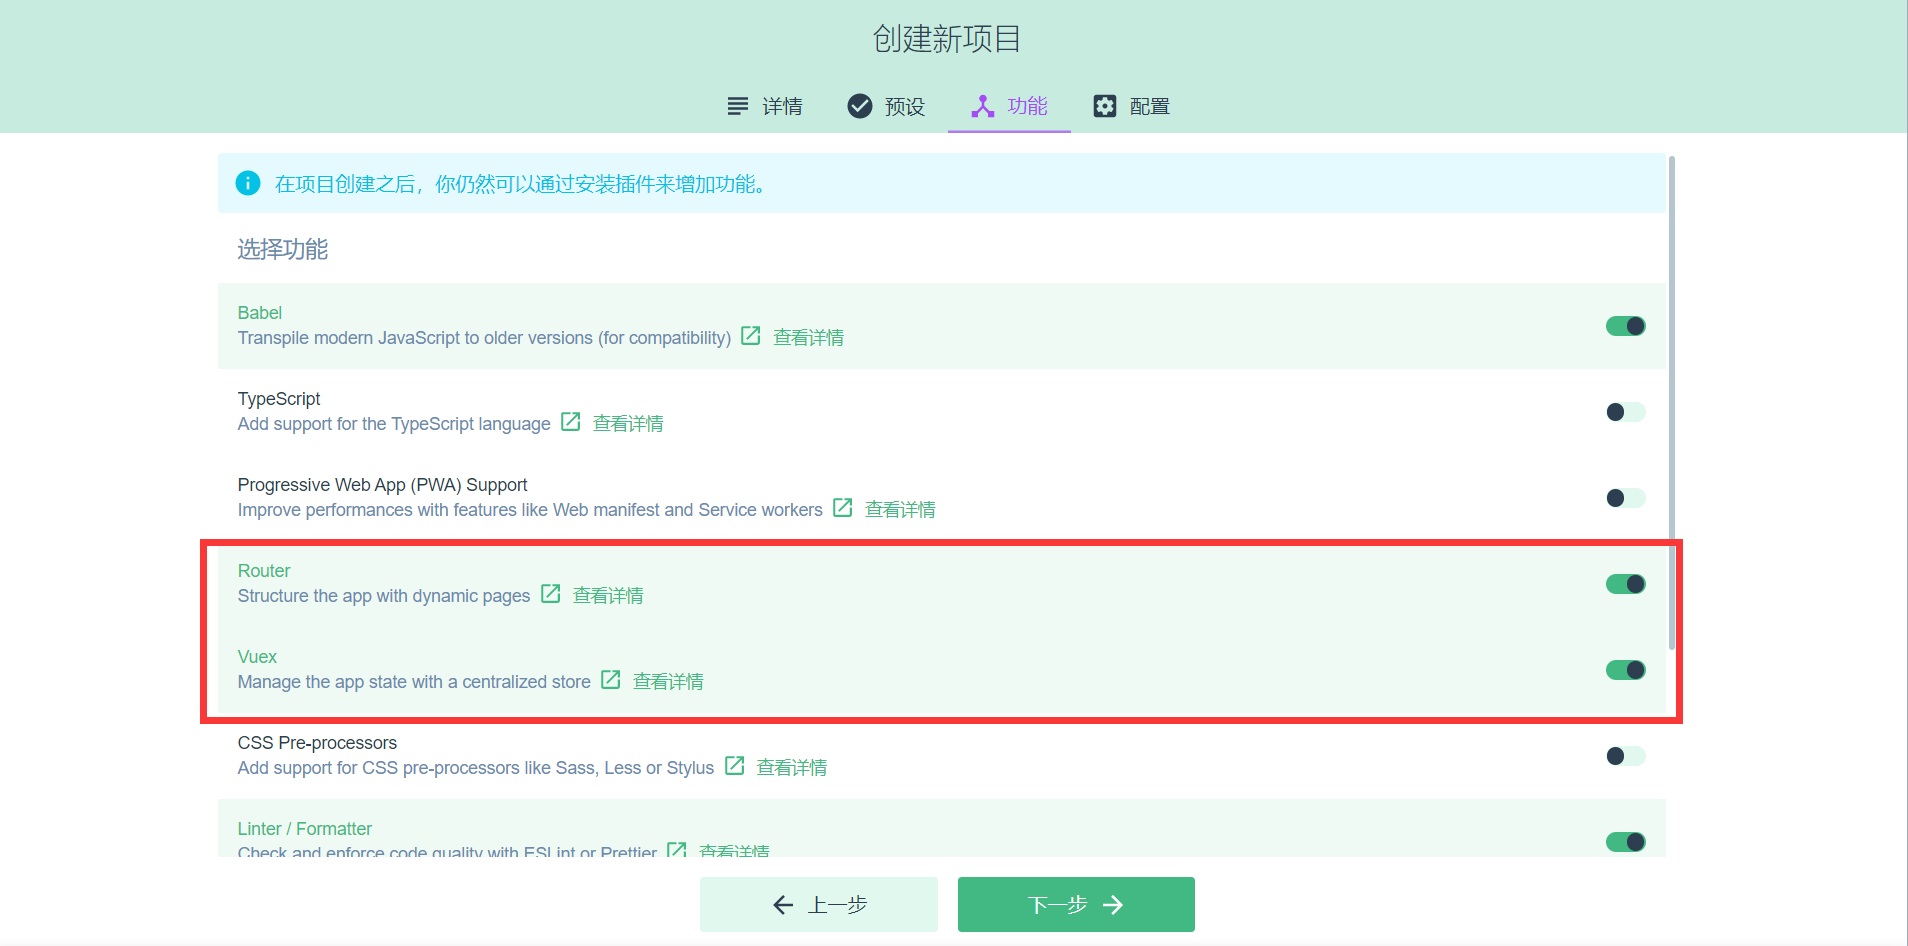 创建新项目
详情 预设 功能 配置
在项目创建之后，你仍然可以通过安装插件来增加功能。
选择功能
Babel
Transpile modern JavaScript to older versions (for compatibility) 查看详情
TypeScript
Add support for the TypeScript language 查看详情
Progressive Web App (PWA) Support
Improve performances with features like Web manifest and Service workers 查看详情
Router
Structure the app with dynamic pages 查看详情
Vuex
Manage the app state with a centralized store 查看详情
CSS Pre-processors
Add support for CSS pre-processors like Sass, Less or Stylus 查看详情
Linter / Formatter
Check and enforce code quality with ESLint or Prettier 查看详情
上一步 下一步